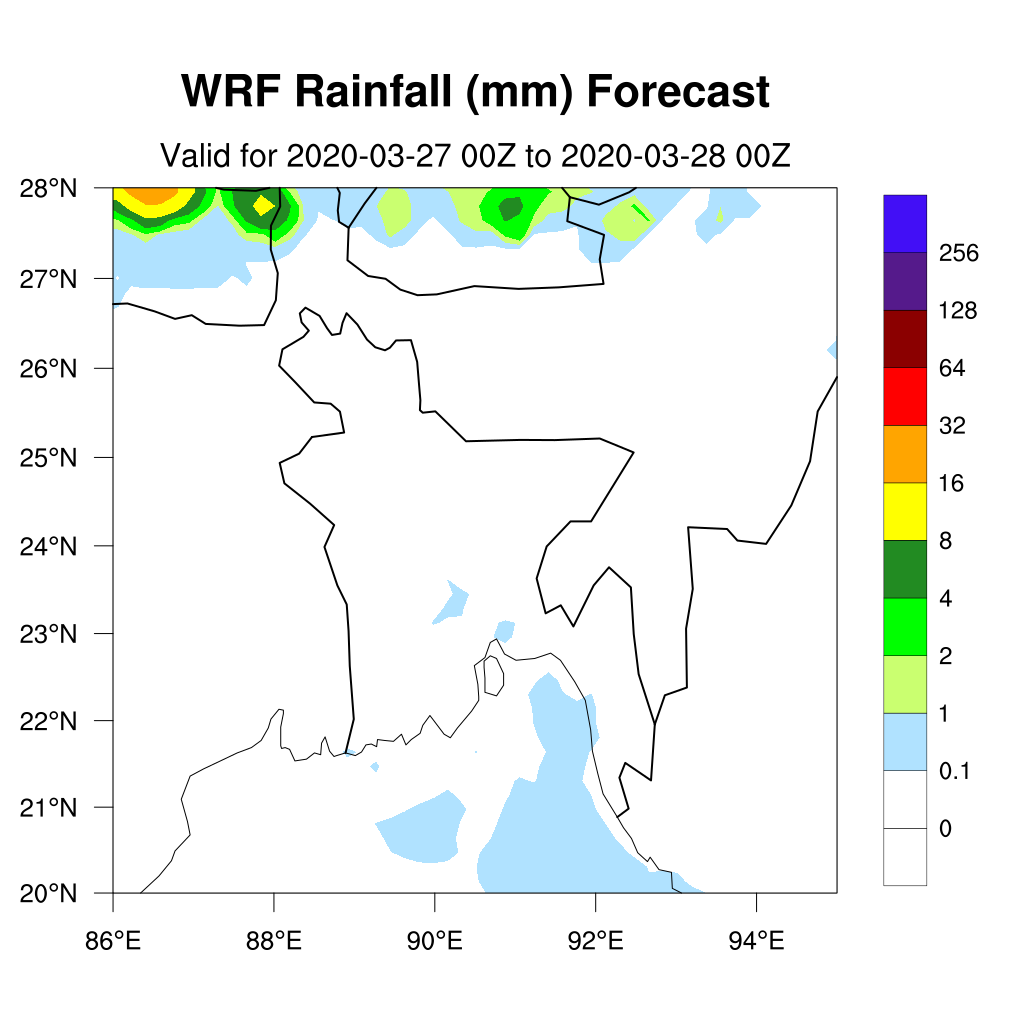 WRF Rainfall (mm) Forecast
Valid for 2020-03-27 00Z to 2020-03-28 00Z
28°N
27°N
26°N
25°N
24°N
23°N
22°N
21°N
20°N
86°E 88°E 90°E 92°E 94°E
256
128
64
32
16
8
4
2
1
0.1
0